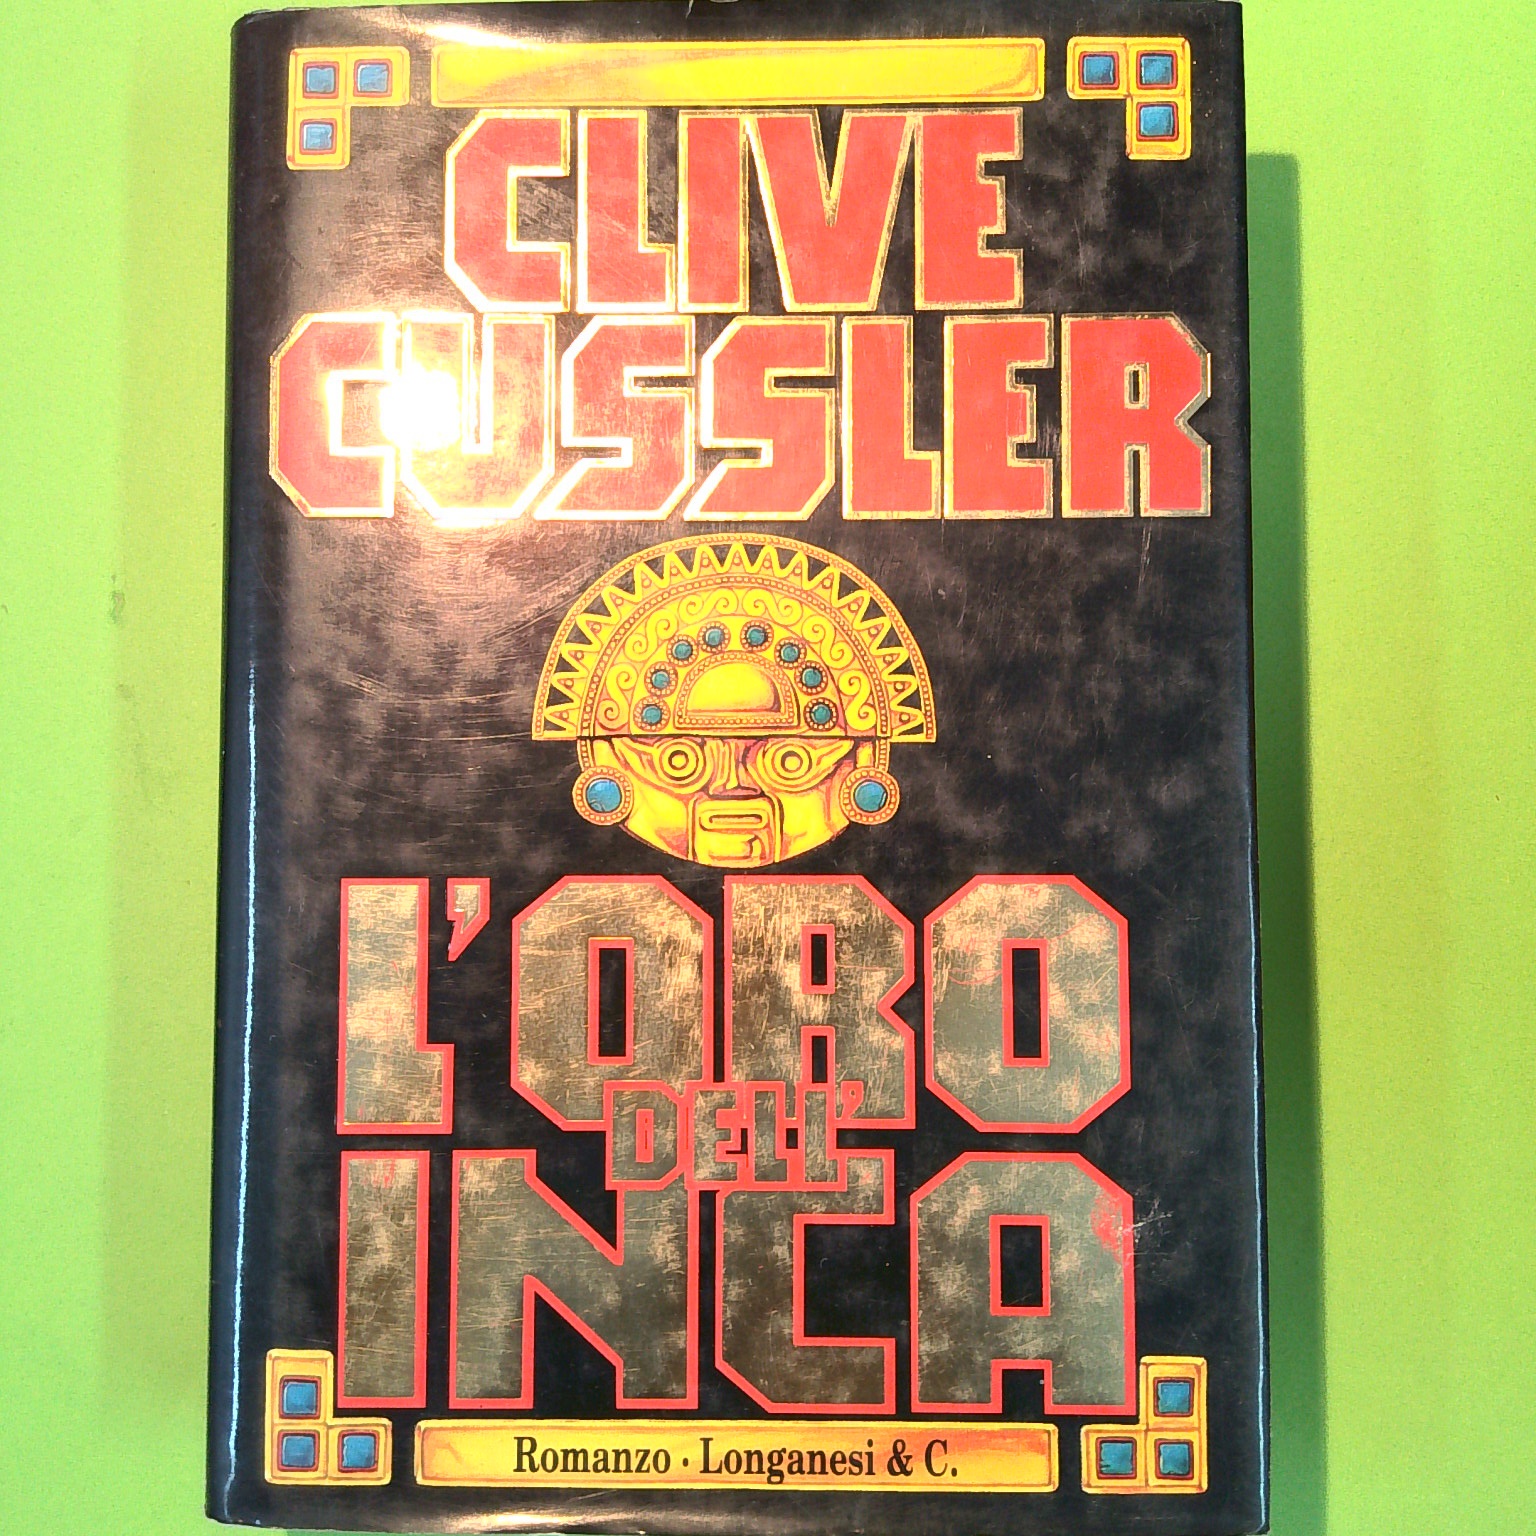 CLIVE
CUSSLER
L'ORO
DELL'
INCA
Romanzo · Longanesi & C.